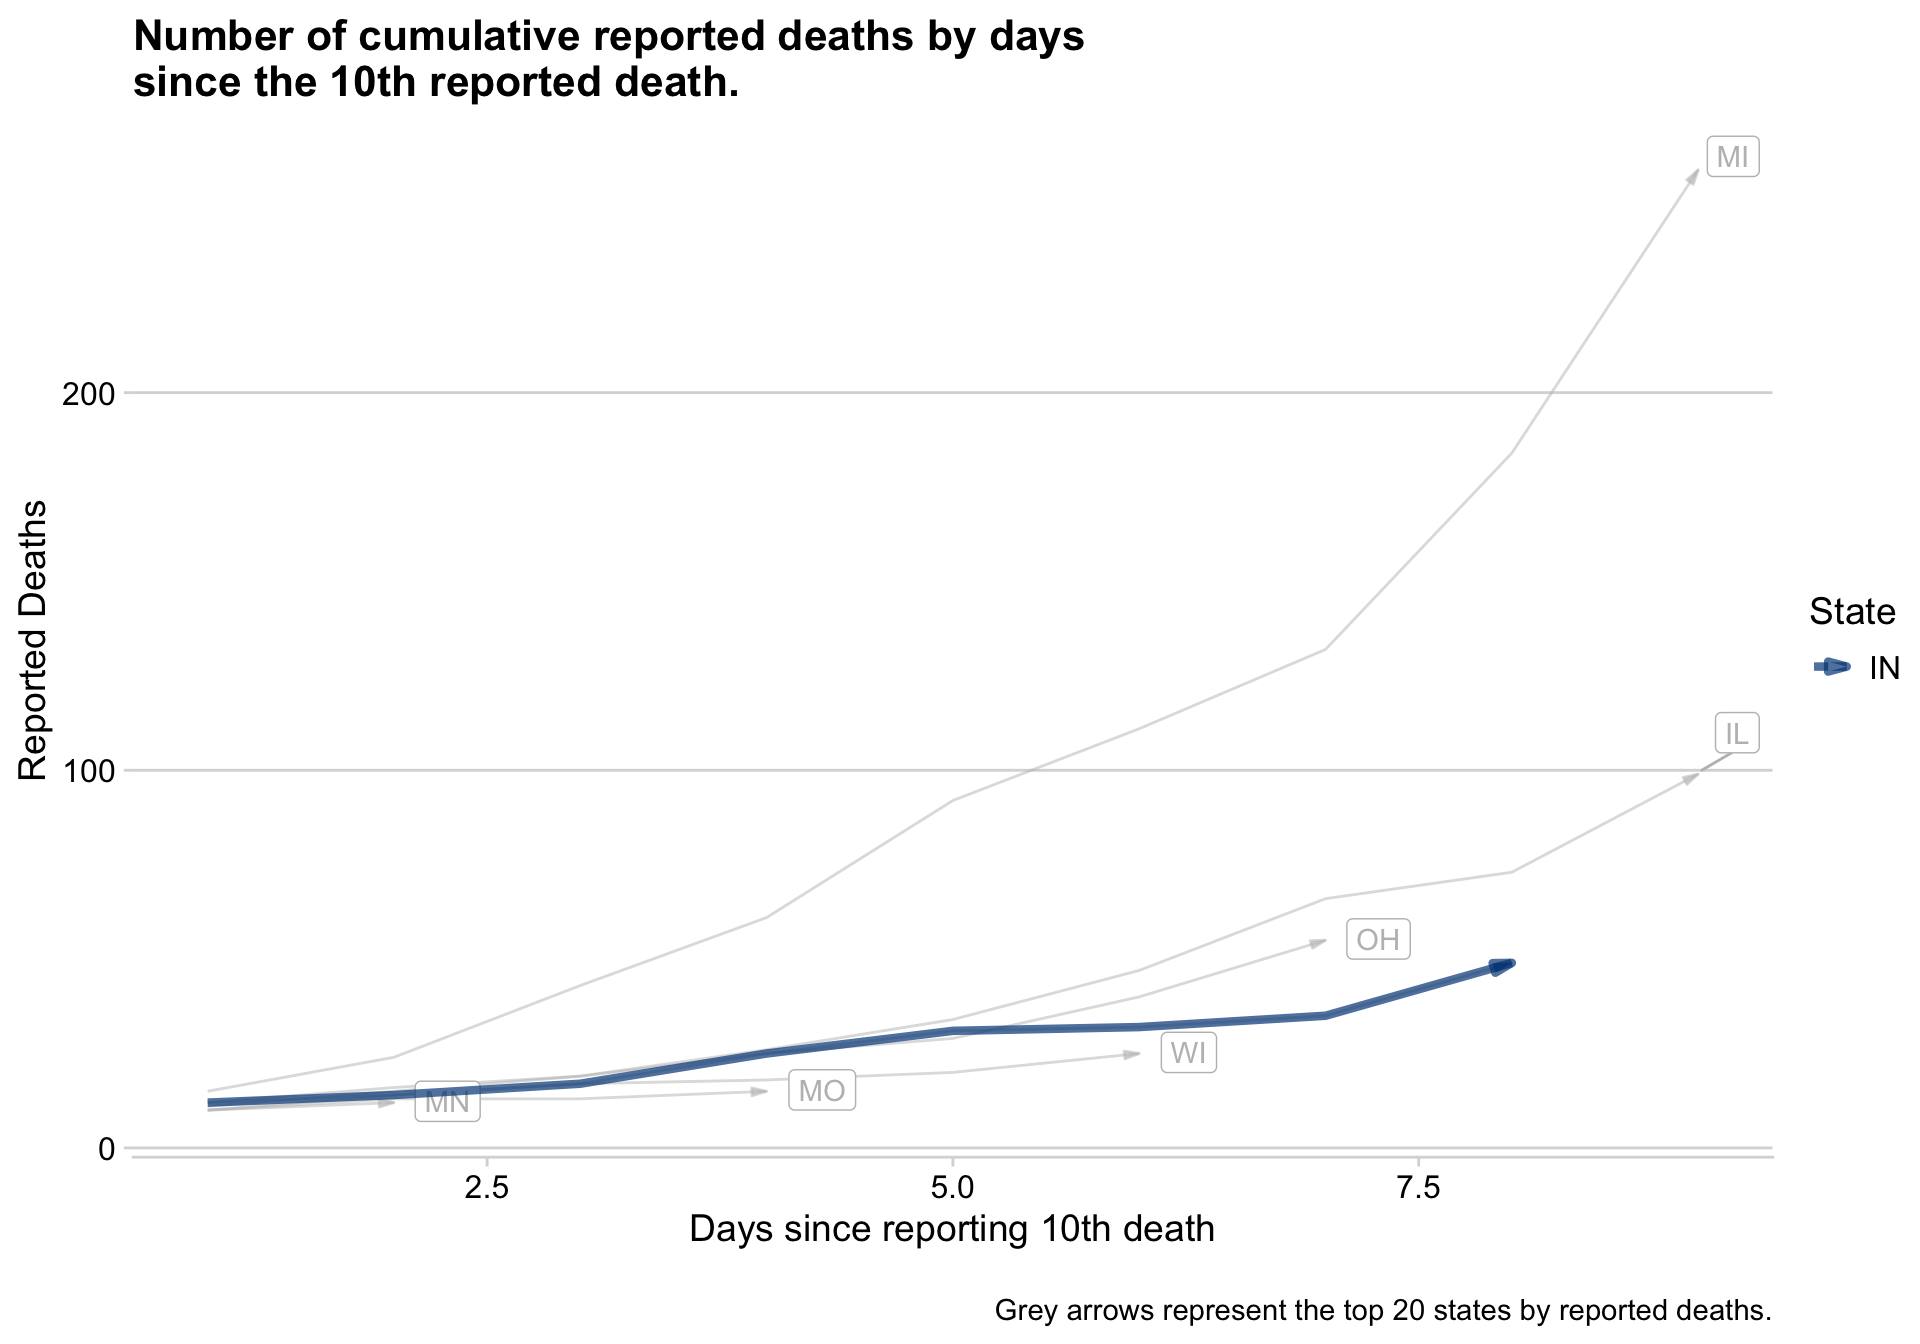 Number of cumulative reported deaths by days
since the 10th reported death.
MI
200
Reported Deaths
State
IN
IL
100
OH
WI
MO
MN
0
2.5
5.0
7.5
Days since reporting 10th death
Grey arrows represent the top 20 states by reported deaths.